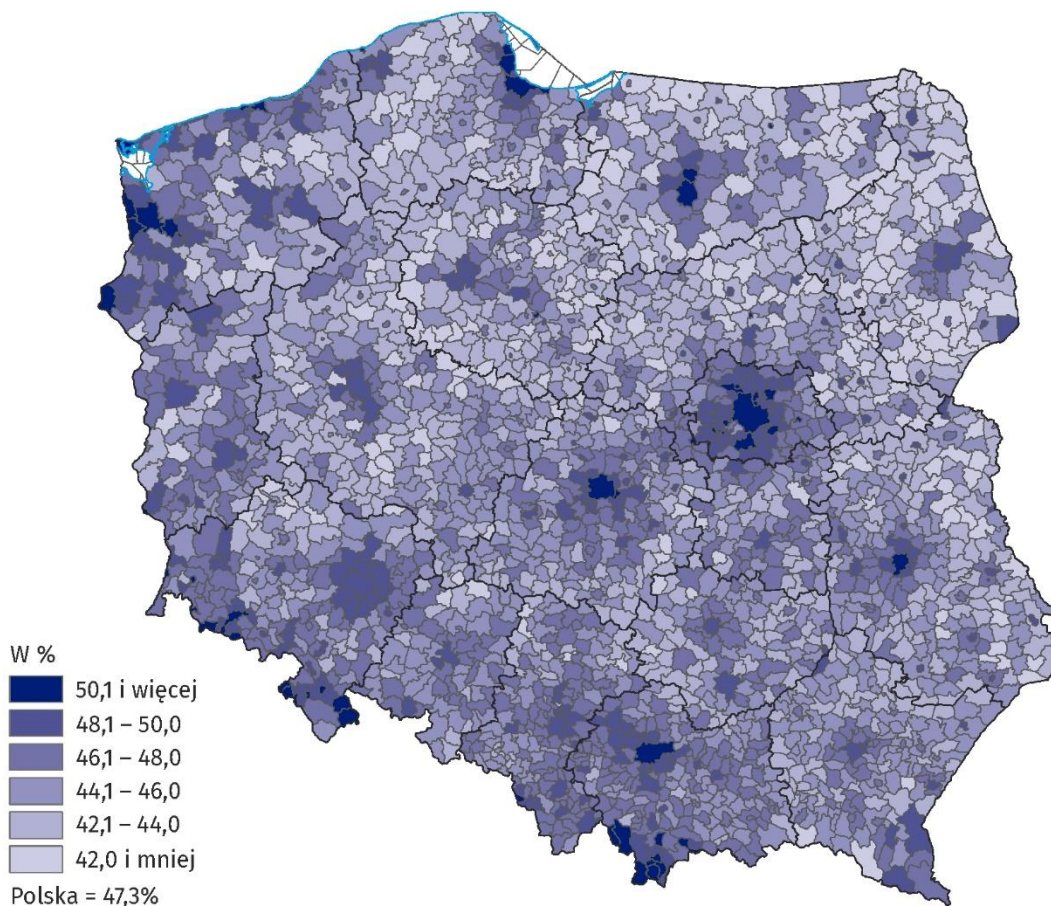 W %
50,1 i więcej
48,1 – 50,0
46,1 – 48,0
44,1 – 46,0
42,1 – 44,0
42,0 i mniej
Polska = 47,3%